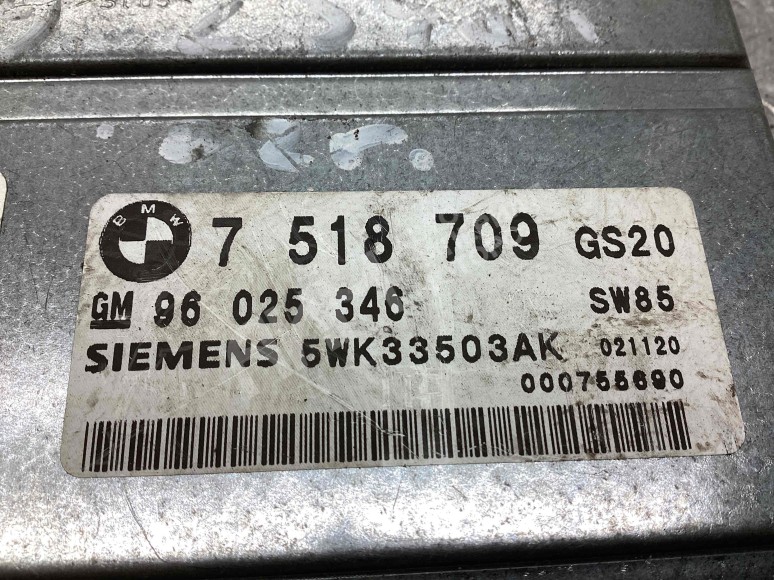 BMW 7 518 709 GS20
GM 96 025 346 SW85
SIEMENS 5WK33503AK 021120
000755690